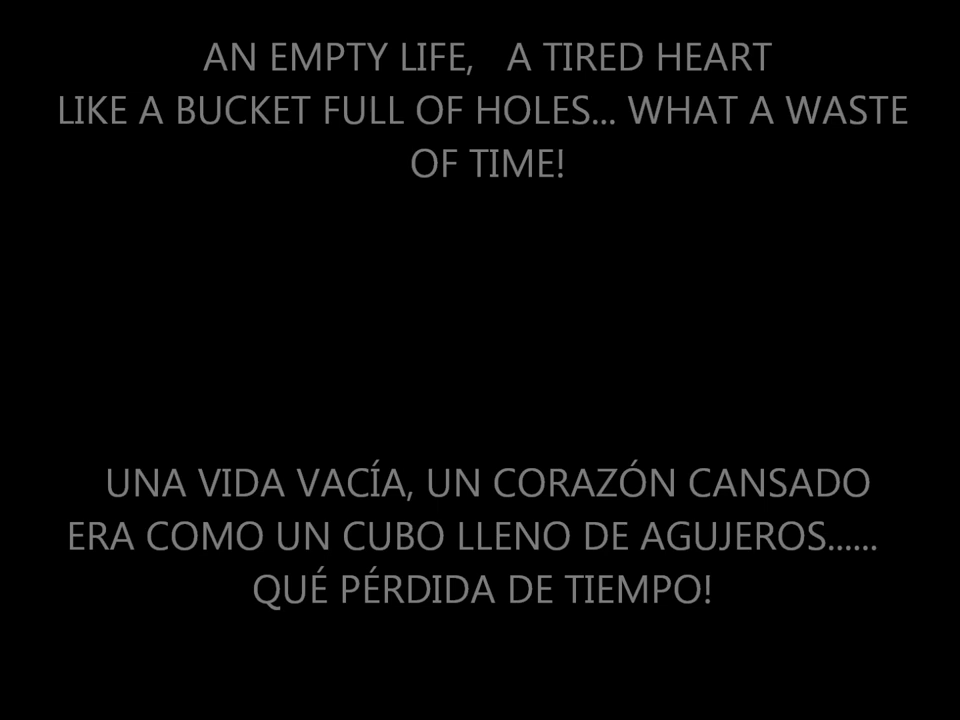 AN EMPTY LIFE, A TIRED HEART
LIKE A BUCKET FULL OF HOLES... WHAT A WASTE
OF TIME!
UNA VIDA VACÍA, UN CORAZÓN CANSADO
ERA COMO UN CUBO LLENO DE AGUJEROS......
QUÉ PÉRDIDA DE TIEMPO!